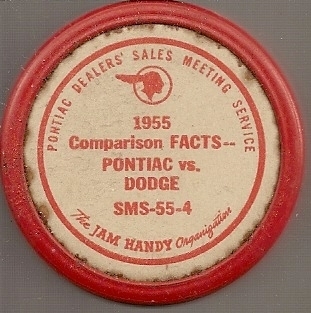 PONTIAC DEALERS' SALES MEETING SERVICE
1955
Comparison FACTS--
PONTIAC vs.
DODGE
SMS-55-4
The JAM HANDY Organization